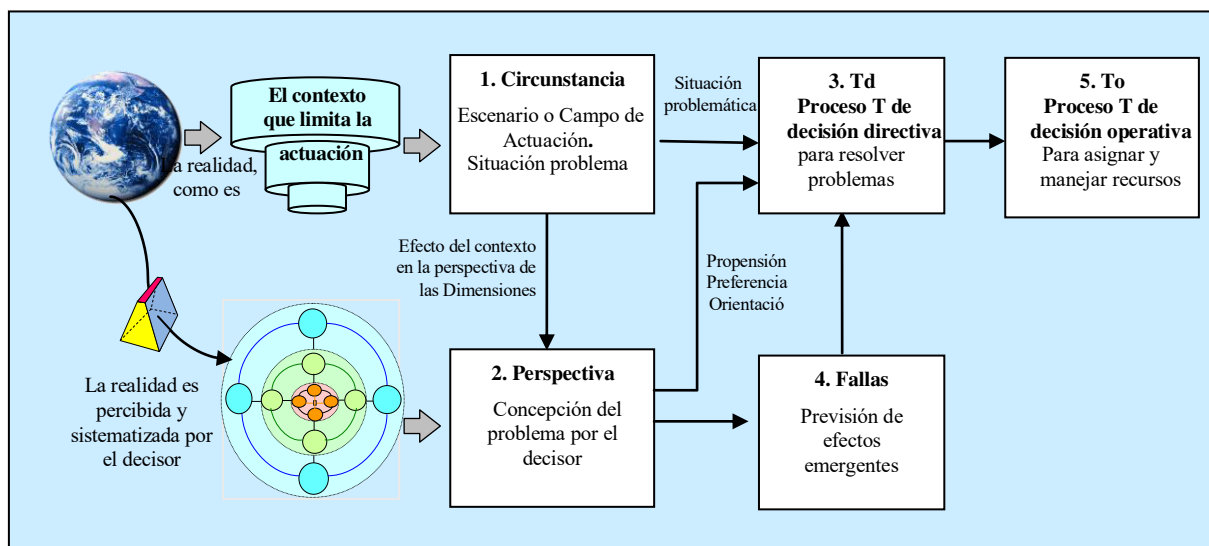 El contexto
que limita la
actuación
a realidad,
como es
1. Circunstancia
Escenario o Campo de
Actuación.
Situación problema
Situación
problemática
3. Td
Proceso T de
decisión directiva
para resolver
problemas
5. To
Proceso T de
decisión operativa
Para asignar y
manejar recursos
Efecto del contexto
en la perspectiva de
las Dimensiones
Propensión
Preferencia
Orientació
La realidad es
percibida y
sistematizada por
el decisor
2. Perspectiva
Concepción del
problema por el
decisor
4. Fallas
Previsión de
efectos
emergentes